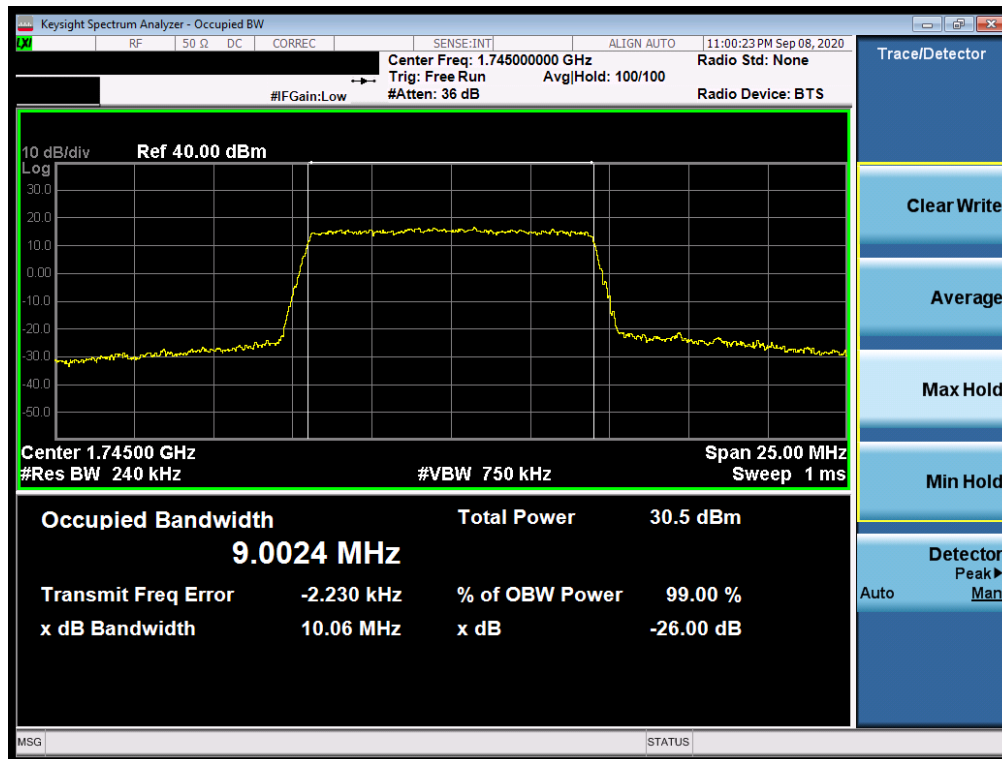 Keysight Spectrum Analyzer - Occupied BW
LXI RF 50 Ω DC CORREC SENSE:INT ALIGN AUTO 11:00:23 PM Sep 08, 2020
Center Freq: 1.745000000 GHz Radio Std: None
Trig: Free Run Avg|Hold: 100/100
#IFGain:Low #Atten: 36 dB Radio Device: BTS
10 dB/div Ref 40.00 dBm
Log
30.0
20.0
10.0
0.00
-10.0
-20.0
-30.0
-40.0
-50.0
Center 1.74500 GHz Span 25.00 MHz
#Res BW 240 kHz #VBW 750 kHz Sweep 1 ms
Occupied Bandwidth Total Power 30.5 dBm
9.0024 MHz
Transmit Freq Error -2.230 kHz % of OBW Power 99.00 %
x dB Bandwidth 10.06 MHz x dB -26.00 dB
MSG STATUS
Trace/Detector
Clear Write
Average
Max Hold
Min Hold
Detector
Peak▶
Auto Man